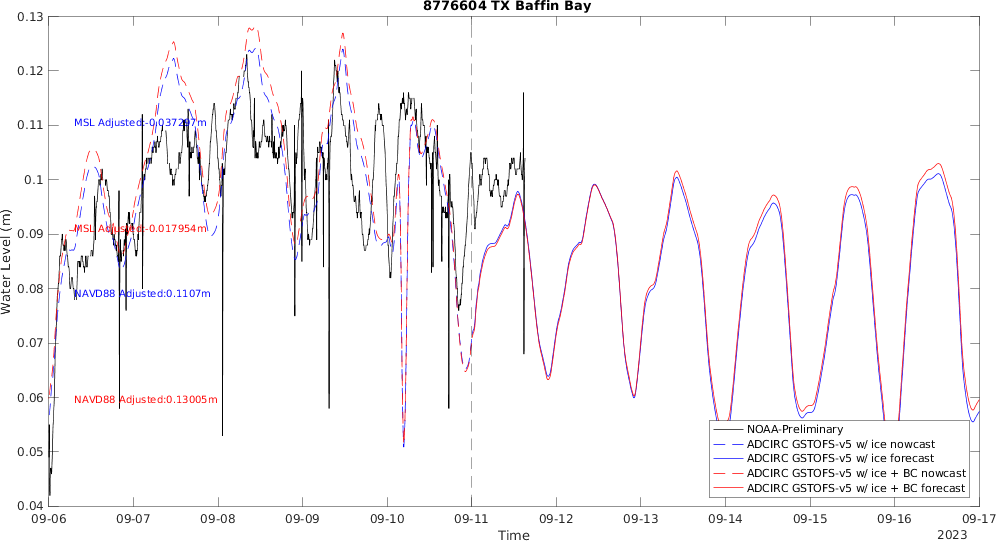 8776604 TX Baffin Bay
0.13
0.12
0.11
0.1
0.09
0.08
0.07
0.06
0.05
0.04
Water Level (m)
MSL Adjusted:-0.037297m
MSL Adjusted:-0.017954m
NAVD88 Adjusted:0.1107m
NAVD88 Adjusted:0.13005m
NOAA-Preliminary
ADCIRC GSTOFS-v5 w/ ice nowcast
ADCIRC GSTOFS-v5 w/ ice forecast
ADCIRC GSTOFS-v5 w/ ice + BC nowcast
ADCIRC GSTOFS-v5 w/ ice + BC forecast
09-06 09-07 09-08 09-09 09-10 09-11 09-12 09-13 09-14 09-15 09-16 09-17
Time
2023